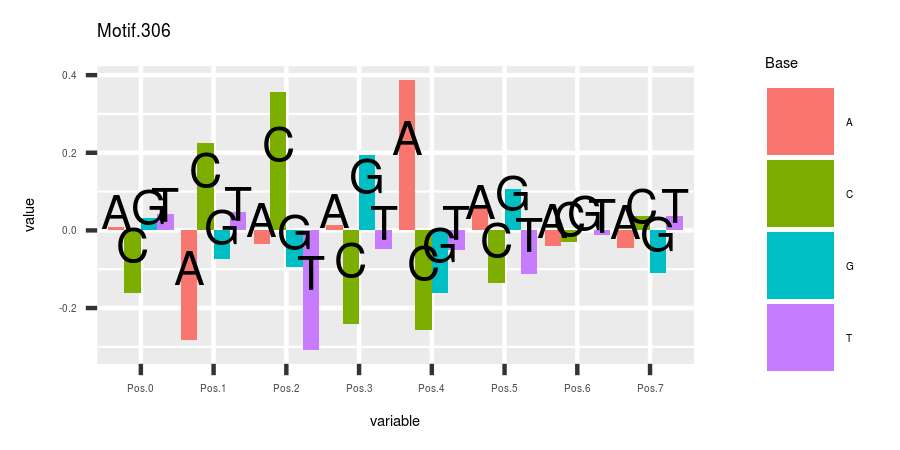 Motif.306
value
0.4
0.2
0.0
-0.2
A C G T A C G T A C G T A C G T A C G T A C G T A C G T A C G T
Pos.0 Pos.1 Pos.2 Pos.3 Pos.4 Pos.5 Pos.6 Pos.7
variable
Base
A
C
G
T